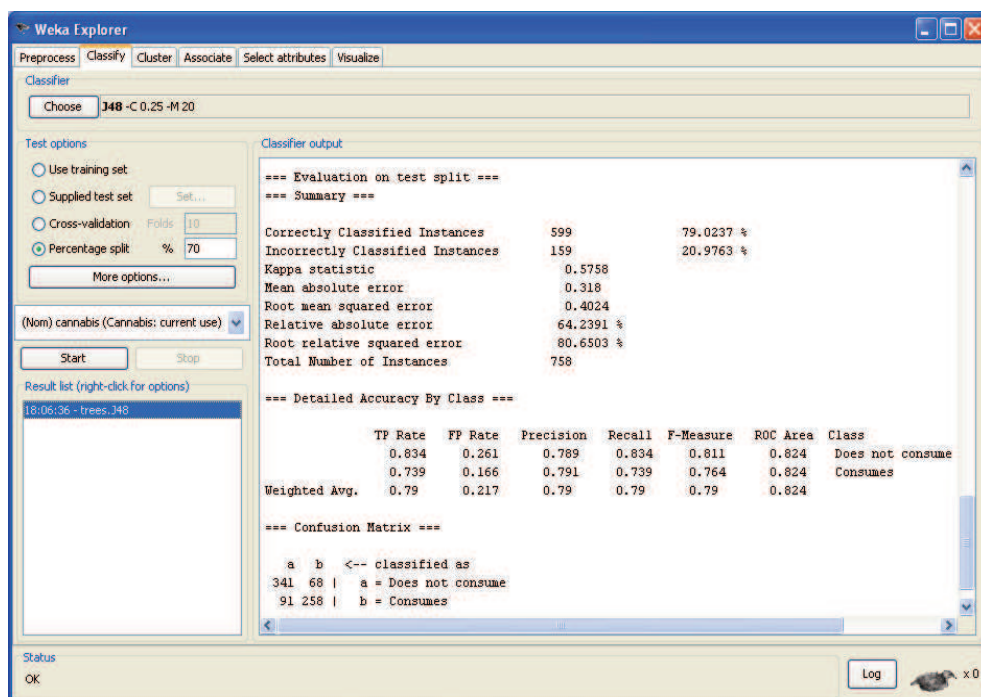 Weka Explorer
Preprocess Classify Cluster Associate Select attributes Visualize
Classifier
Choose J48 -C 0.25 -M 20
Test options
Use training set
Supplied test set Set...
Cross-validation Folds 10
Percentage split % 70
More options...
(Nom) cannabis (Cannabis: current use)
Start Stop
Result list (right-click for options)
18:06:36 - trees.J48
Classifier output
=== Evaluation on test split ===
=== Summary ===
Correctly Classified Instances 599 79.0237 %
Incorrectly Classified Instances 159 20.9763 %
Kappa statistic 0.5758
Mean absolute error 0.318
Root mean squared error 0.4024
Relative absolute error 64.2391 %
Root relative squared error 80.6503 %
Total Number of Instances 758
=== Detailed Accuracy By Class ===
TP Rate FP Rate Precision Recall F-Measure ROC Area Class
0.834 0.261 0.789 0.834 0.811 0.824 Does not consume
0.739 0.166 0.791 0.739 0.764 0.824 Consumes
Weighted Avg. 0.79 0.217 0.79 0.79 0.79 0.824
=== Confusion Matrix ===
a b <-- classified as
341 68 | a = Does not consume
91 258 | b = Consumes
Status
OK
Log
x 0